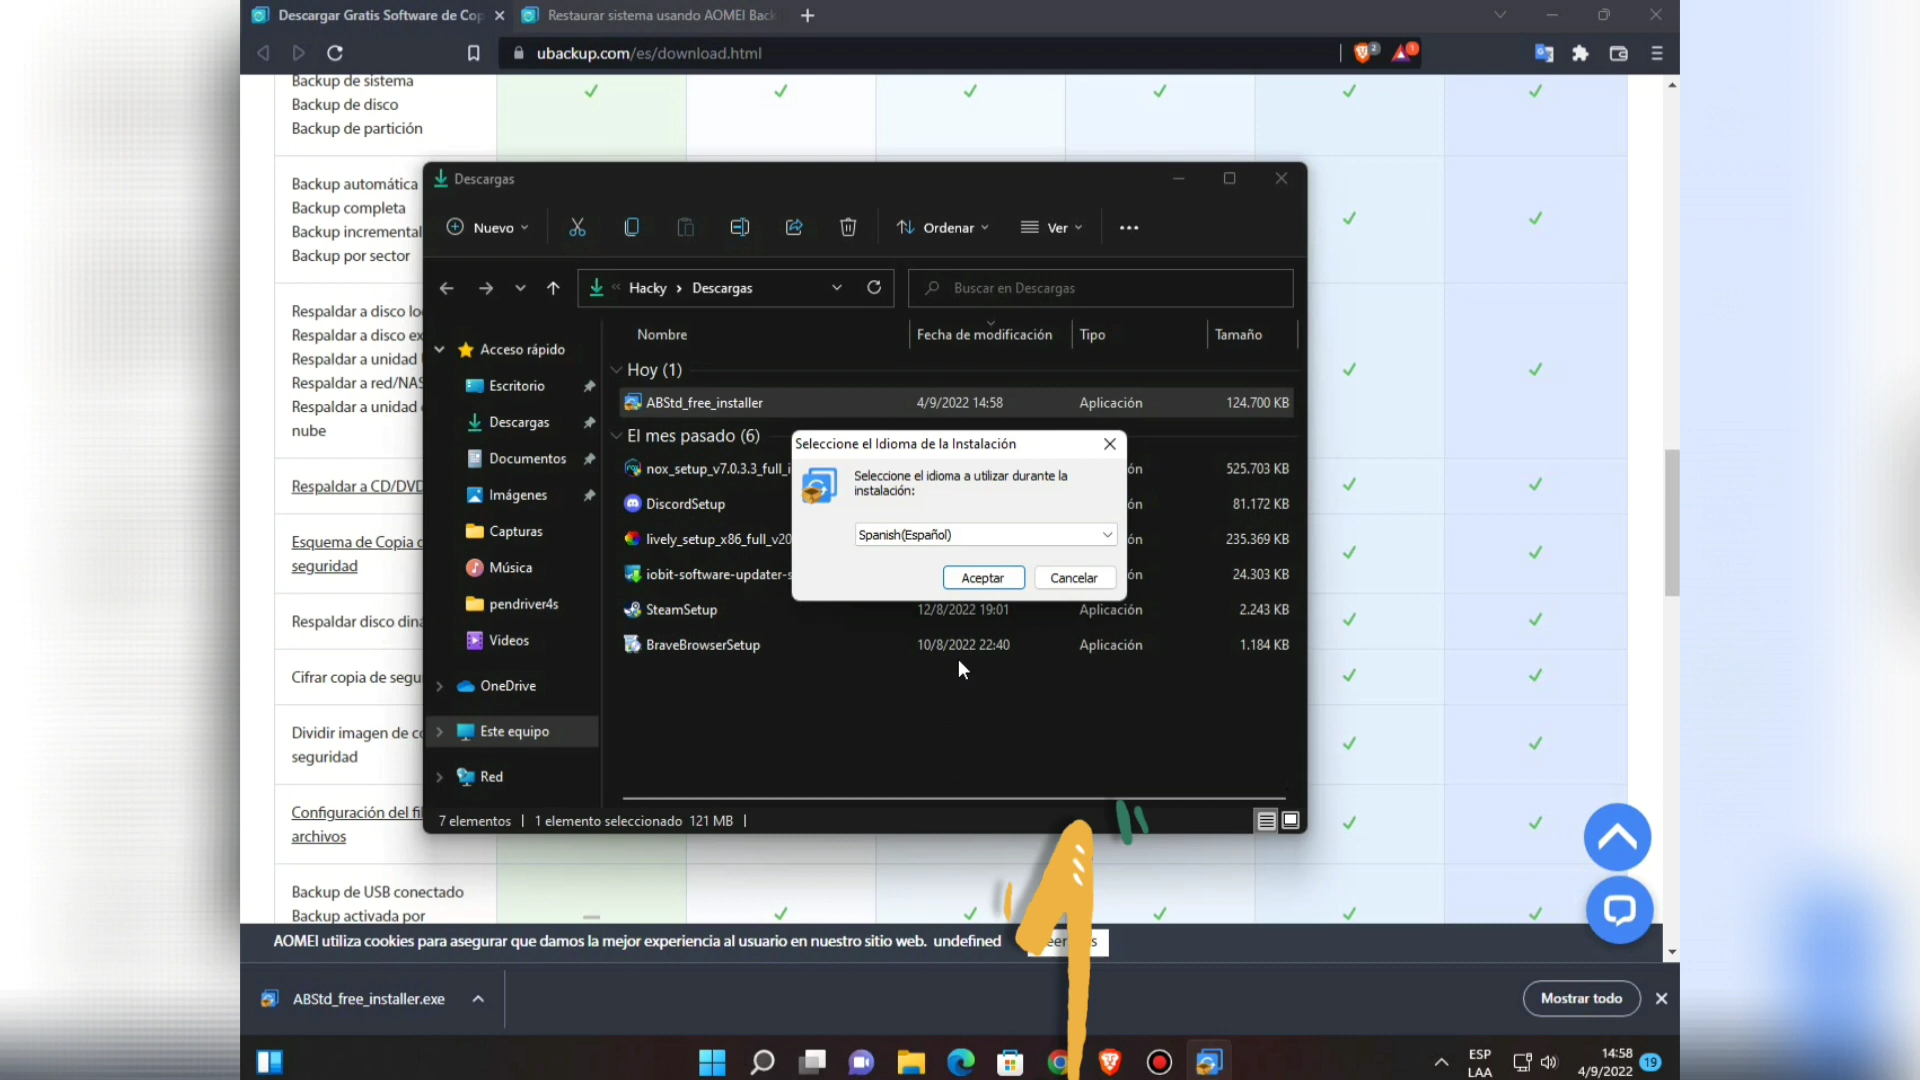 Descargar Gratis Software de Cop
Restaurar sistema usando AOMEI Back
ubackup.com/es/download.html
2
1
Backup de sistema
Backup de disco
Backup de partición
Backup automática
Backup completa
Backup incremental
Backup por sector
Respaldar a disco lo
Respaldar a disco ex
Respaldar a unidad
Respaldar a red/NAS
Respaldar a unidad
nube
Respaldar a CD/DVD
Esquema de Copia
seguridad
Respaldar disco diná
Cifrar copia de segu
Dividir imagen de co
seguridad
Configuración del fil
archivos
Backup de USB conectado
Backup activada por
Descargas
Nuevo
Ordenar
Ver
Hacky > Descargas
Buscar en Descargas
Nombre
Fecha de modificación
Tipo
Tamaño
Acceso rápido
Escritorio
Descargas
Documentos
Imágenes
Capturas
Música
pendriver4s
Videos
OneDrive
Este equipo
Red
Hoy (1)
ABStd_free_installer 4/9/2022 14:58 Aplicación 124.700 KB
El mes pasado (6)
nox_setup_v7.0.3.3_full_i ón 525.703 KB
DiscordSetup ón 81.172 KB
lively_setup_x86_full_v20 ón 235.369 KB
iobit-software-updater-s ón 24.303 KB
SteamSetup 12/8/2022 19:01 Aplicación 2.243 KB
BraveBrowserSetup 10/8/2022 22:40 Aplicación 1.184 KB
Seleccione el Idioma de la Instalación
Seleccione el idioma a utilizar durante la
instalación:
Spanish(Español)
Aceptar
Cancelar
7 elementos | 1 elemento seleccionado 121 MB |
AOMEI utiliza cookies para asegurar que damos la mejor experiencia al usuario en nuestro sitio web. undefined
ABStd_free_installer.exe
Mostrar todo
ESP
LAA
14:58
4/9/2022
19